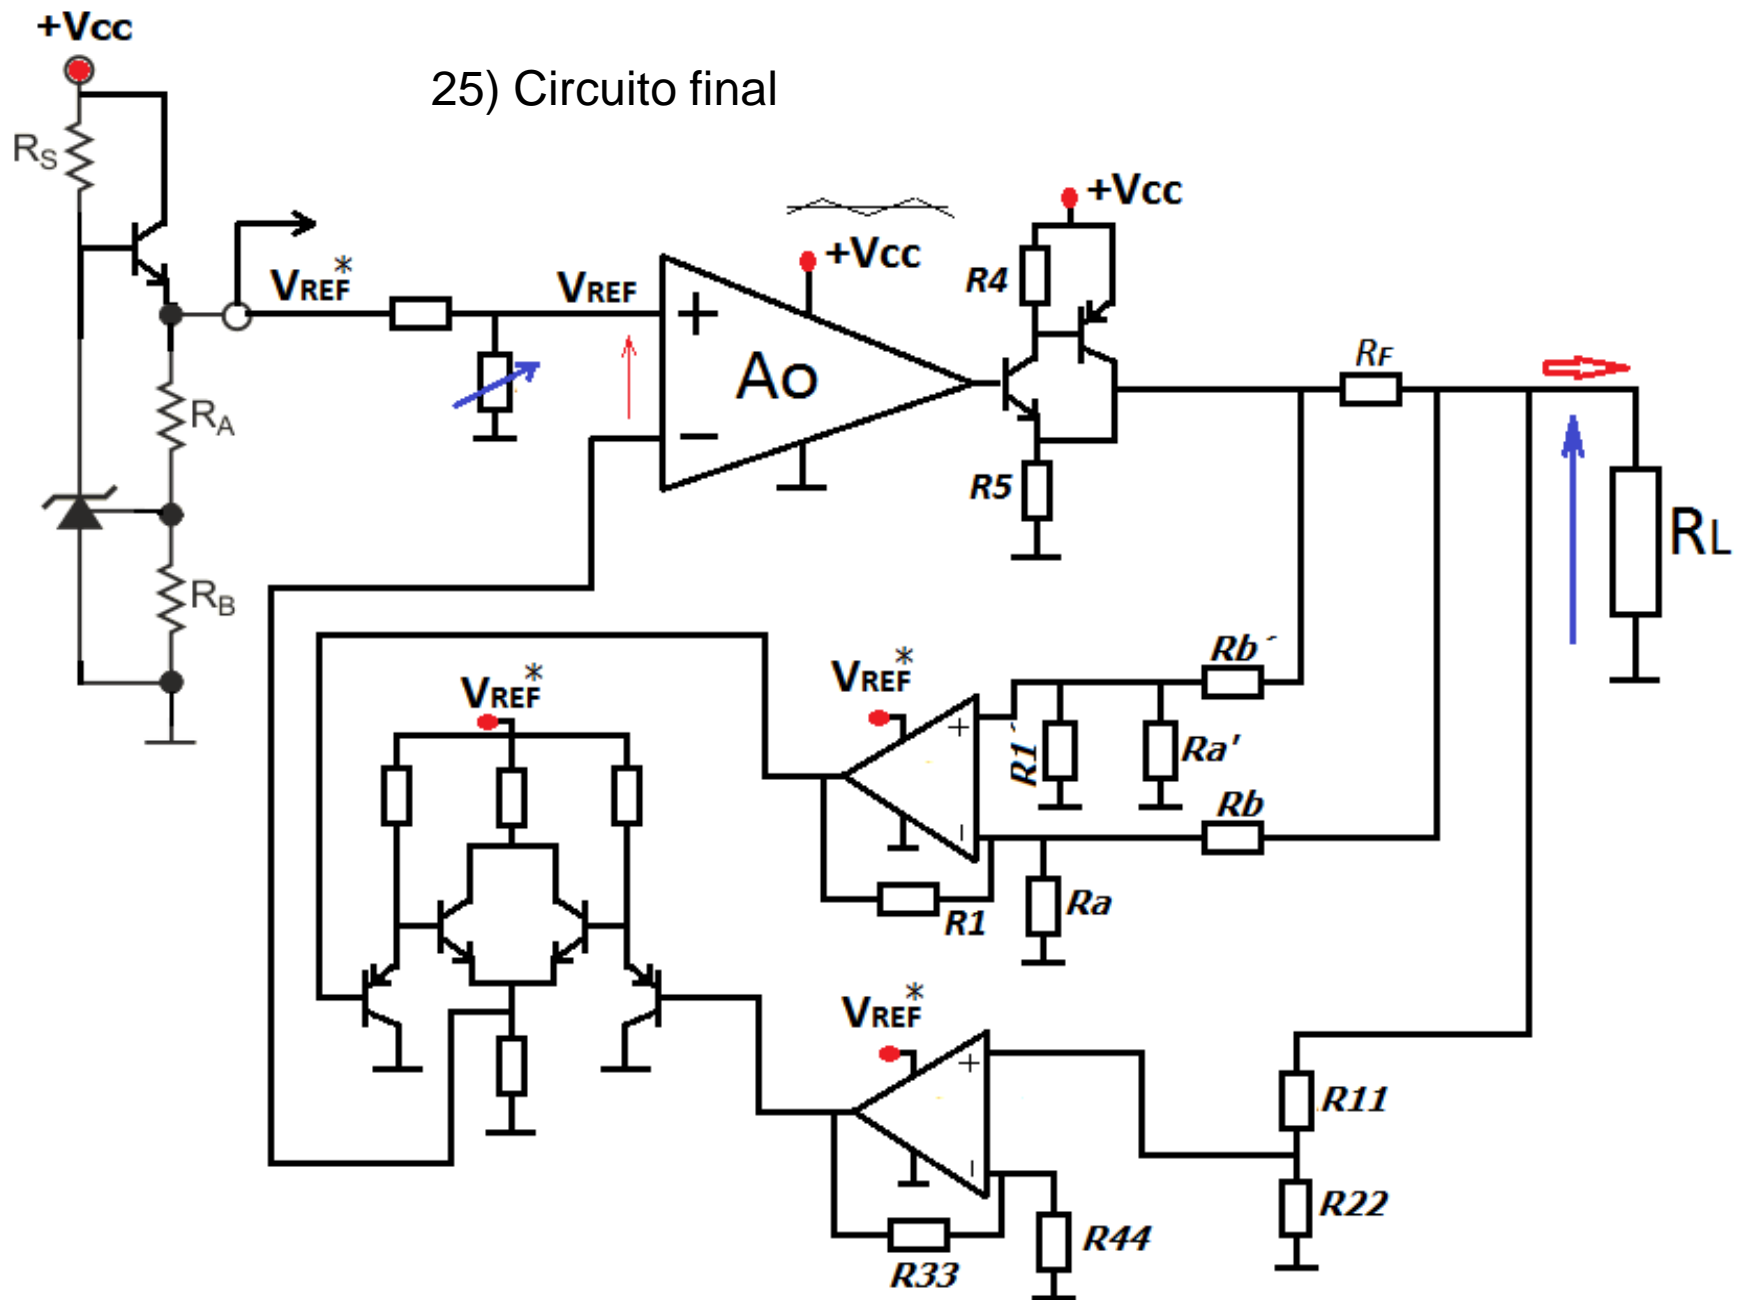 +Vcc
25) Circuito final
RS
+Vcc
+Vcc
VREF*
VREF
R4
RF
+
Ao
−
RA
R5
RL
RB
Rb´
VREF*
VREF*
+
R1´
Ra'
Rb
−
R1
Ra
VREF*
+
R11
−
R22
R44
R33